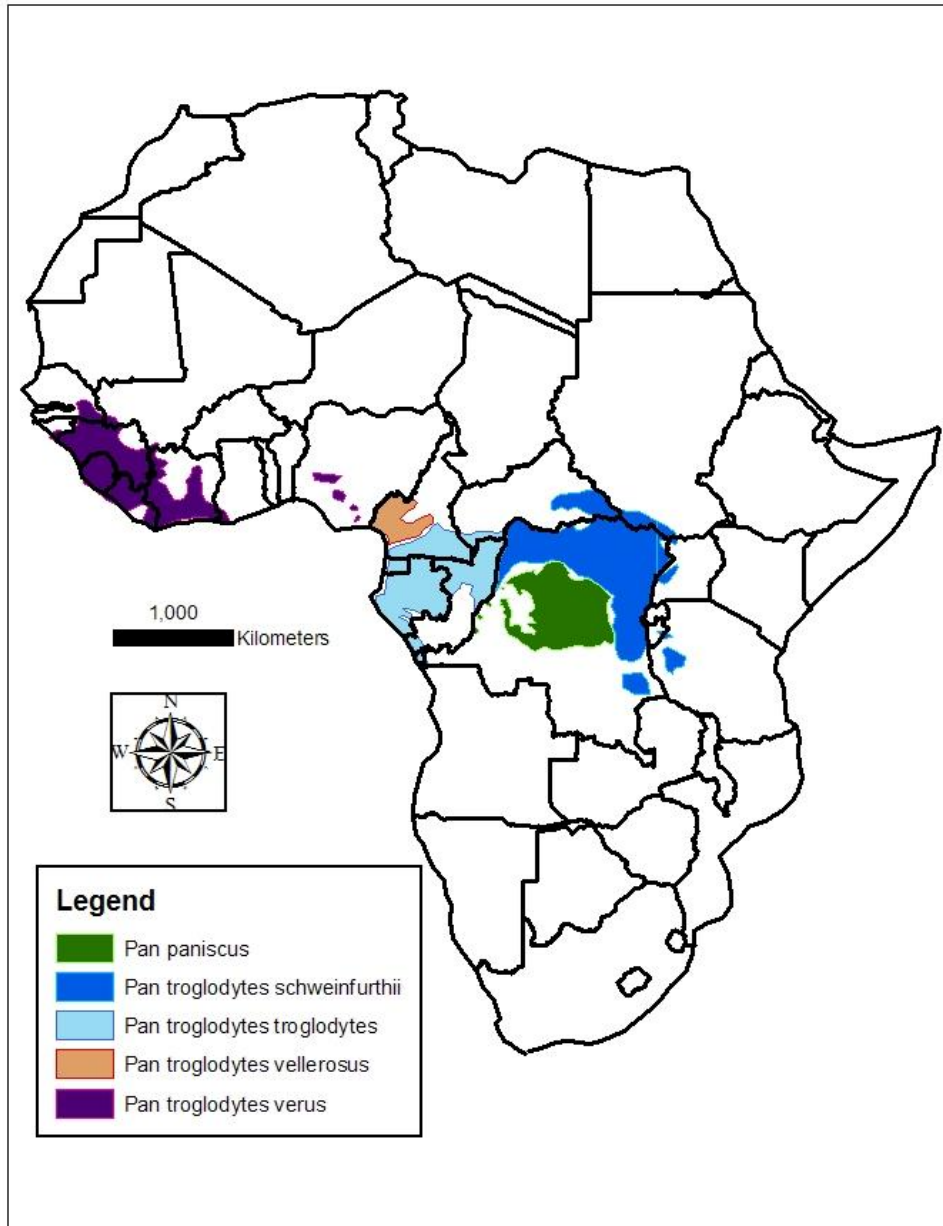 1,000
Kilometers
N
W E
S
Legend
Pan paniscus
Pan troglodytes schweinfurthii
Pan troglodytes troglodytes
Pan troglodytes vellerosus
Pan troglodytes verus